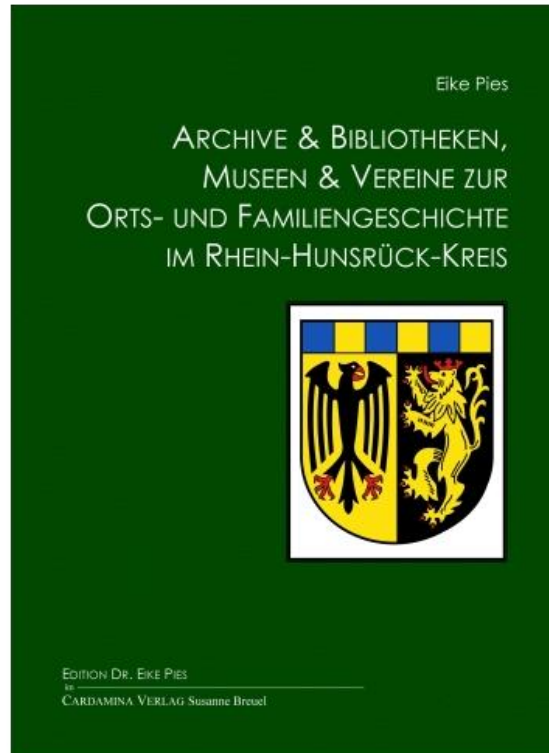 Eike Pies
ARCHIVE & BIBLIOTHEKEN,
MUSEEN & VEREINE ZUR
ORTS- UND FAMILIENGESCHICHTE
IM RHEIN-HUNSRÜCK-KREIS
EDITION DR. EIKE PIES
im
CARDAMINA VERLAG Susanne Breuel